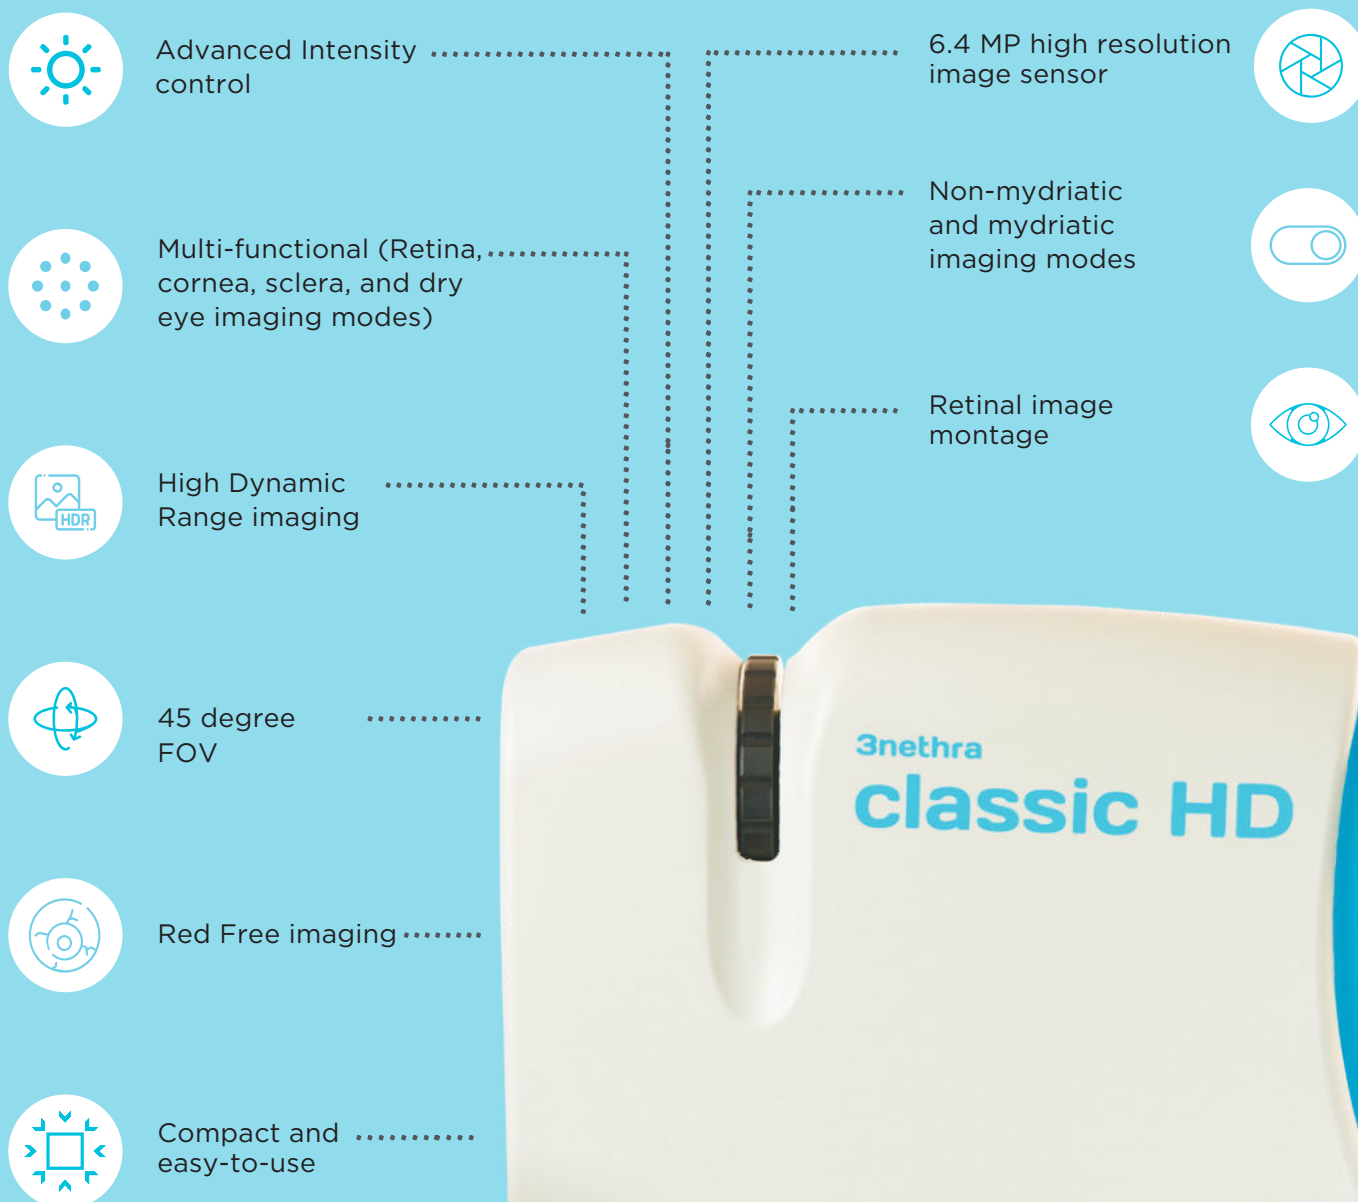 Advanced Intensity
control
Multi-functional (Retina,
cornea, sclera, and dry
eye imaging modes)
High Dynamic
Range imaging
HDR
45 degree
FOV
Red Free imaging
Compact and
easy-to-use
6.4 MP high resolution
image sensor
Non-mydriatic
and mydriatic
imaging modes
Retinal image
montage
3nethra
classic HD